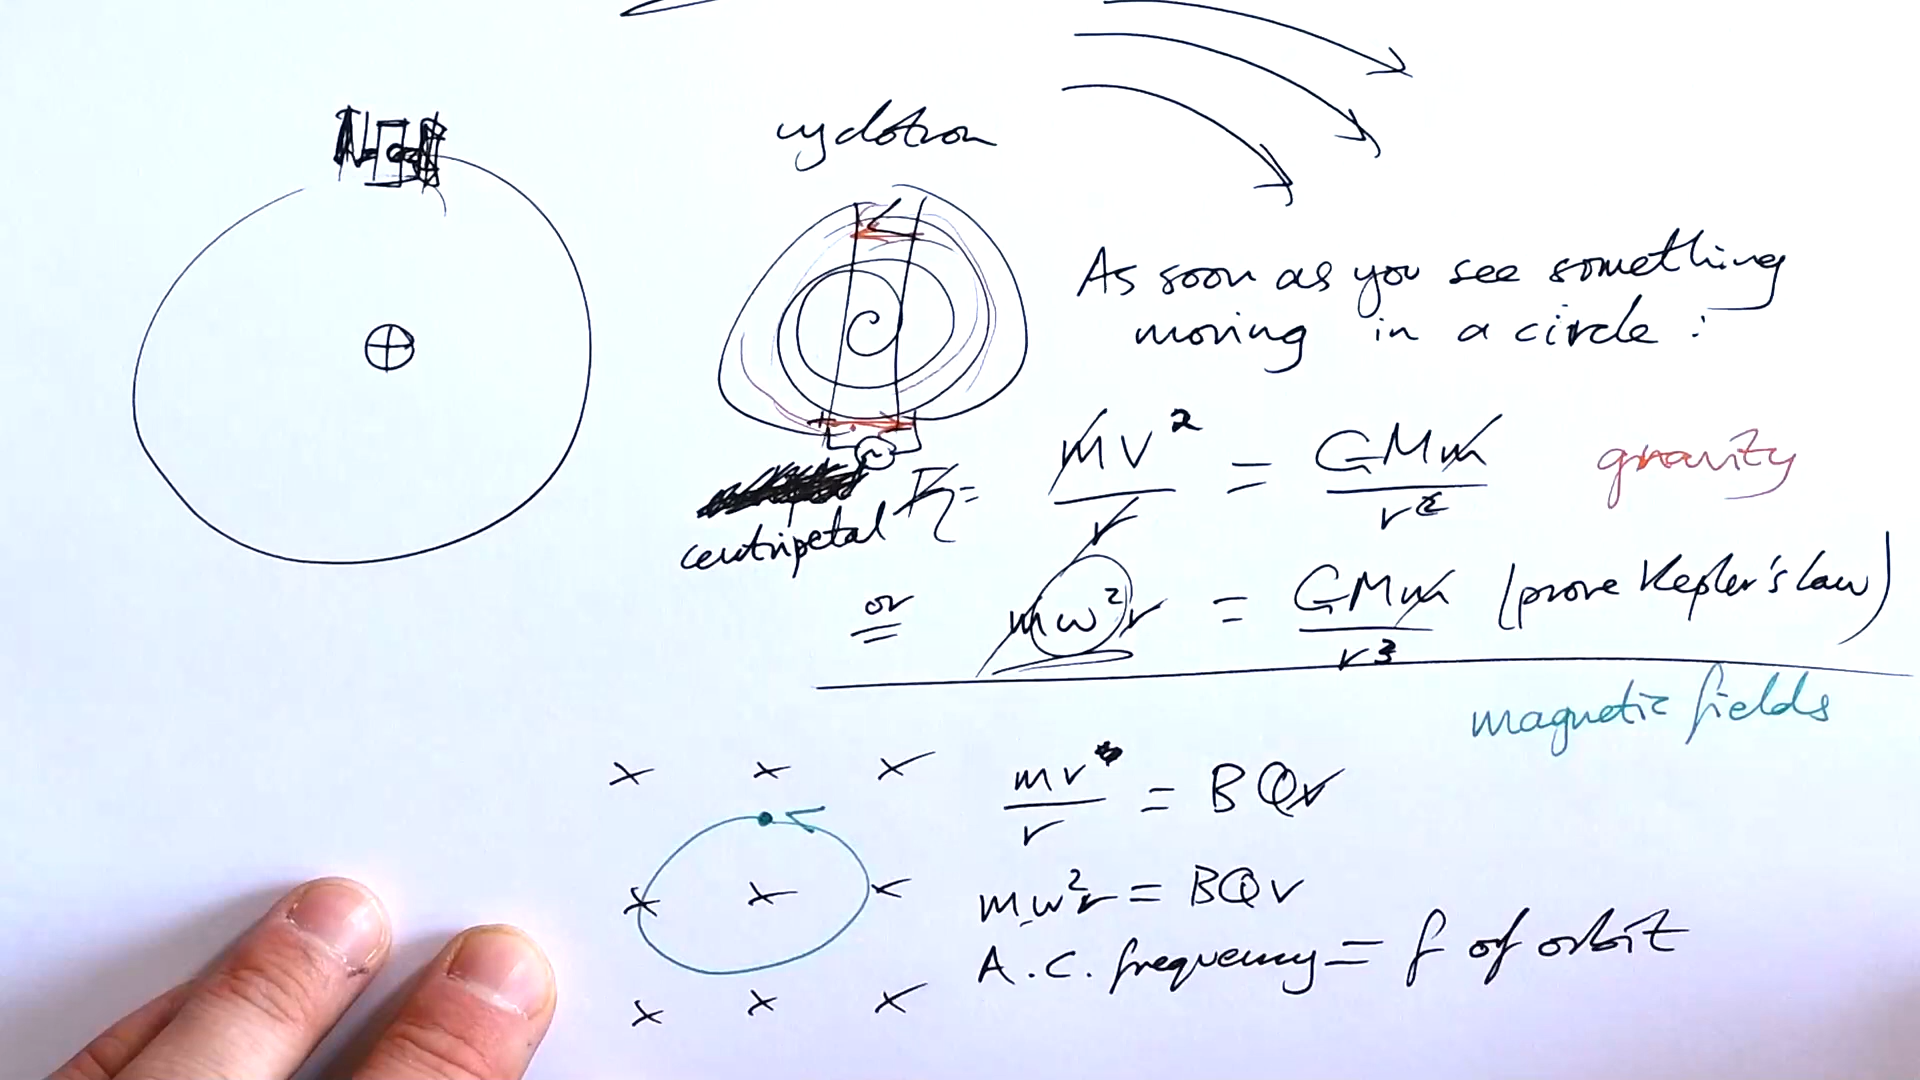 cyclotron
As soon as you see something
moving in a circle:
centripetal F = mv²/r = GMm/r² gravity
or mω²r = GMm/r³ (prove Kepler's law)
magnetic fields
mv/r = BQv
mω²r = BQv
A.C. frequency = f of orbit